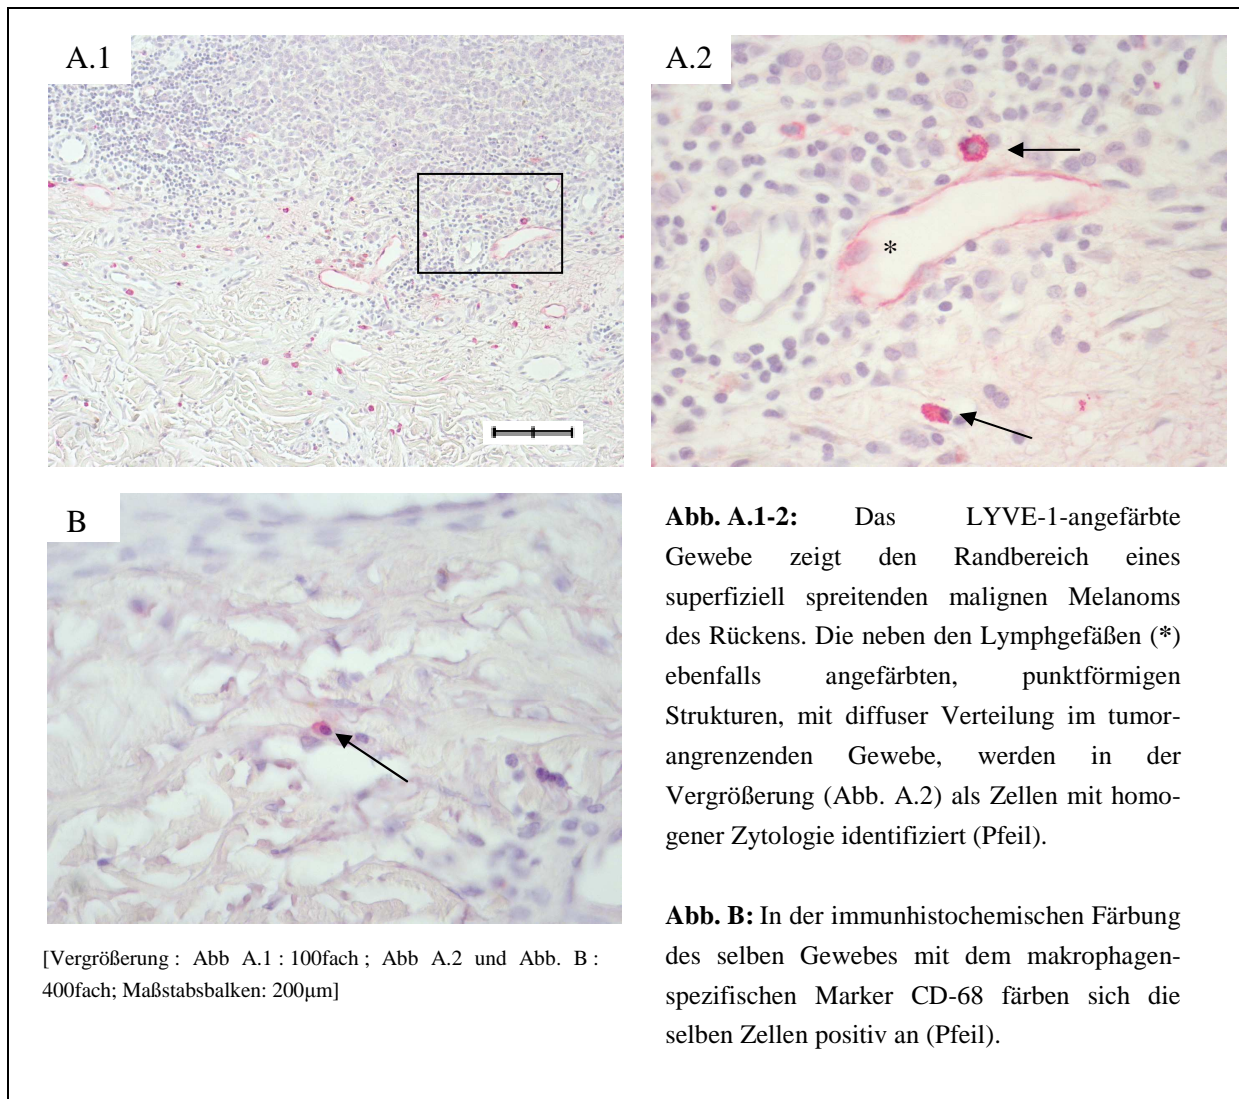 A.1
A.2
*
B
Abb. A.1-2: Das LYVE-1-angefärbte
Gewebe zeigt den Randbereich eines
superfiziell spreitenden malignen Melanoms
des Rückens. Die neben den Lymphgefäßen (*)
ebenfalls angefärbten, punktförmigen
Strukturen, mit diffuser Verteilung im tumor-
angrenzenden Gewebe, werden in der
Vergrößerung (Abb. A.2) als Zellen mit homo-
gener Zytologie identifiziert (Pfeil).
Abb. B: In der immunhistochemischen Färbung
des selben Gewebes mit dem makrophagen-
spezifischen Marker CD-68 färben sich die
selben Zellen positiv an (Pfeil).
[Vergrößerung : Abb A.1 : 100fach ; Abb A.2 und Abb. B :
400fach; Maßstabsbalken: 200µm]